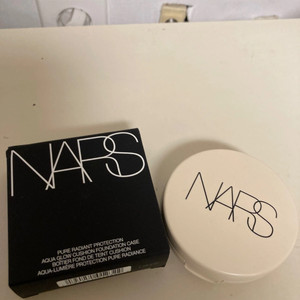 NARS
PURE RADIANT PROTECTION
AQUA GLOW CUSHION FOUNDATION CASE
BOÎTIER FOND DE TEINT CUSHION
AQUA-LUMIÈRE PROTECTION PURE RADIANCE
NARS